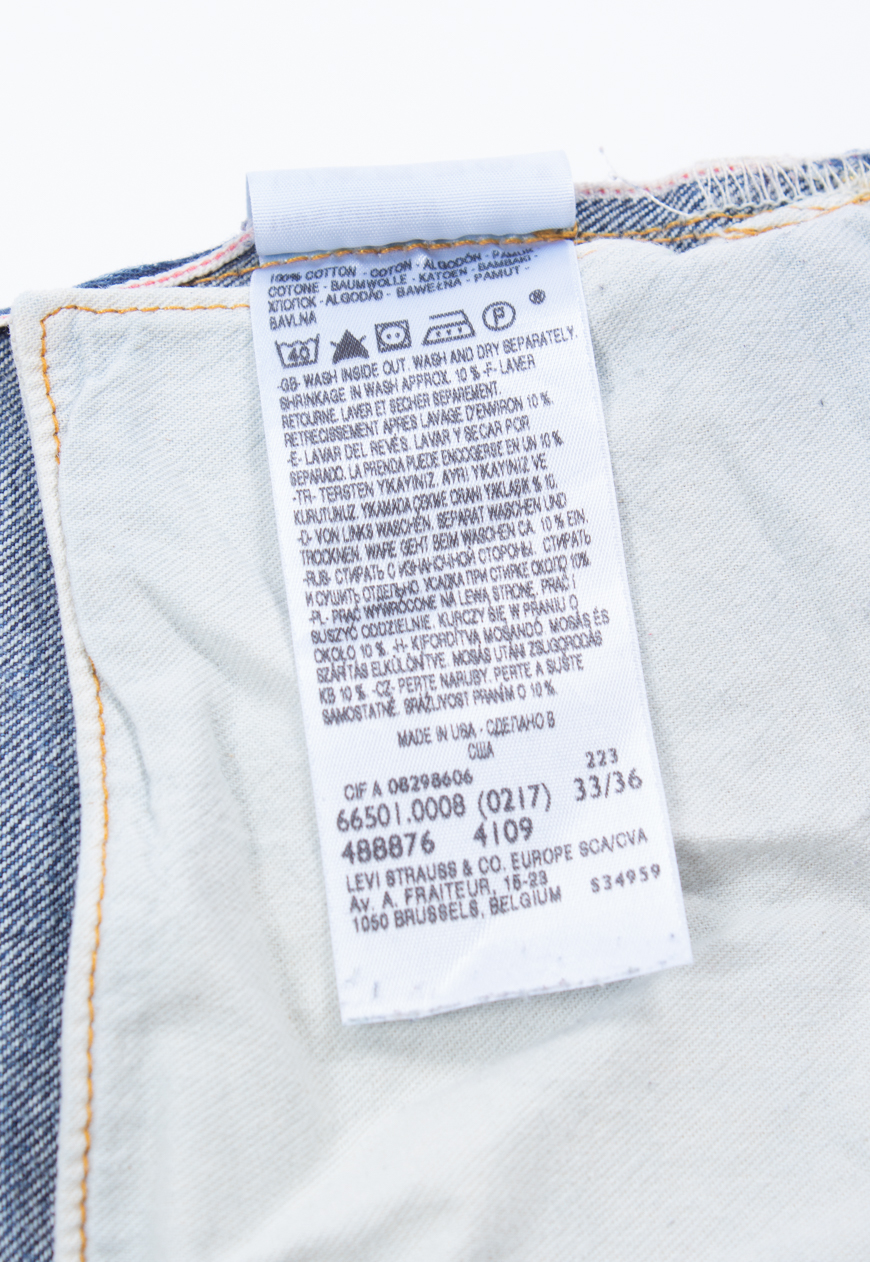 100% COTTON - COTON - ALGODÓN - PAMUK
COTONE - BAUMWOLLE - KATOEN - BAMBAKI -
ХЛОПОК - ALGODÃO - BAWEŁNA - PAMUT -
BAVLNA
40 P ®
-GB- WASH INSIDE OUT. WASH AND DRY SEPARATELY.
SHRINKAGE IN WASH APPROX. 10 % -F- LAVER
RETOURNE. LAVER ET SECHER SEPAREMENT.
RETRECISSEMENT APRES LAVAGE D'ENVIRON 10 %.
-E- LAVAR DEL REVÉS. LAVAR Y SECAR POR
SEPARADO. LA PRENDA PUEDE ENCOGERSE EN UN 10 %.
-TR- TERSTEN YIKAYINIZ. AYRI YIKAYINIZ VE
KURUTUNUZ. YIKAMADA ÇEKME ORANI YAKLAŞIK % 10.
-D- VON LINKS WASCHEN. SEPARAT WASCHEN UND
TROCKNEN. WARE GEHT BEIM WASCHEN CA. 10 % EIN.
-RUS- СТИРАТЬ С ИЗНАНОЧНОЙ СТОРОНЫ. СТИРАТЬ
И СУШИТЬ ОТДЕЛЬНО. УСАДКА ПРИ СТИРКЕ ОКОЛО 10%.
-PL- PRAĆ WYWRÓCONE NA LEWĄ STRONĘ, PRAĆ I
SUSZYĆ ODDZIELNIE. KURCZY SIĘ W PRANIU O
OKOŁO 10 %. -H- KIFORDÍTVA MOSANDÓ. MOSÁS ÉS
SZÁRÍTÁS ELKÜLÖNÍTVE. MOSÁS UTÁNI ZSUGORODÁS
KB 10 %. -CZ- PERTE NARUBY. PERTE A SUŠTE
SAMOSTATNĚ. SRÁŽLIVOST PRANÍM O 10 %.
MADE IN USA - СДЕЛАНО В
США
CIF A 08298606 223
66501.0008 (0217) 33/36
488876 4109
LEVI STRAUSS & CO. EUROPE SCA/CVA
Av. A. FRAITEUR, 15-23 S34959
1050 BRUSSELS, BELGIUM